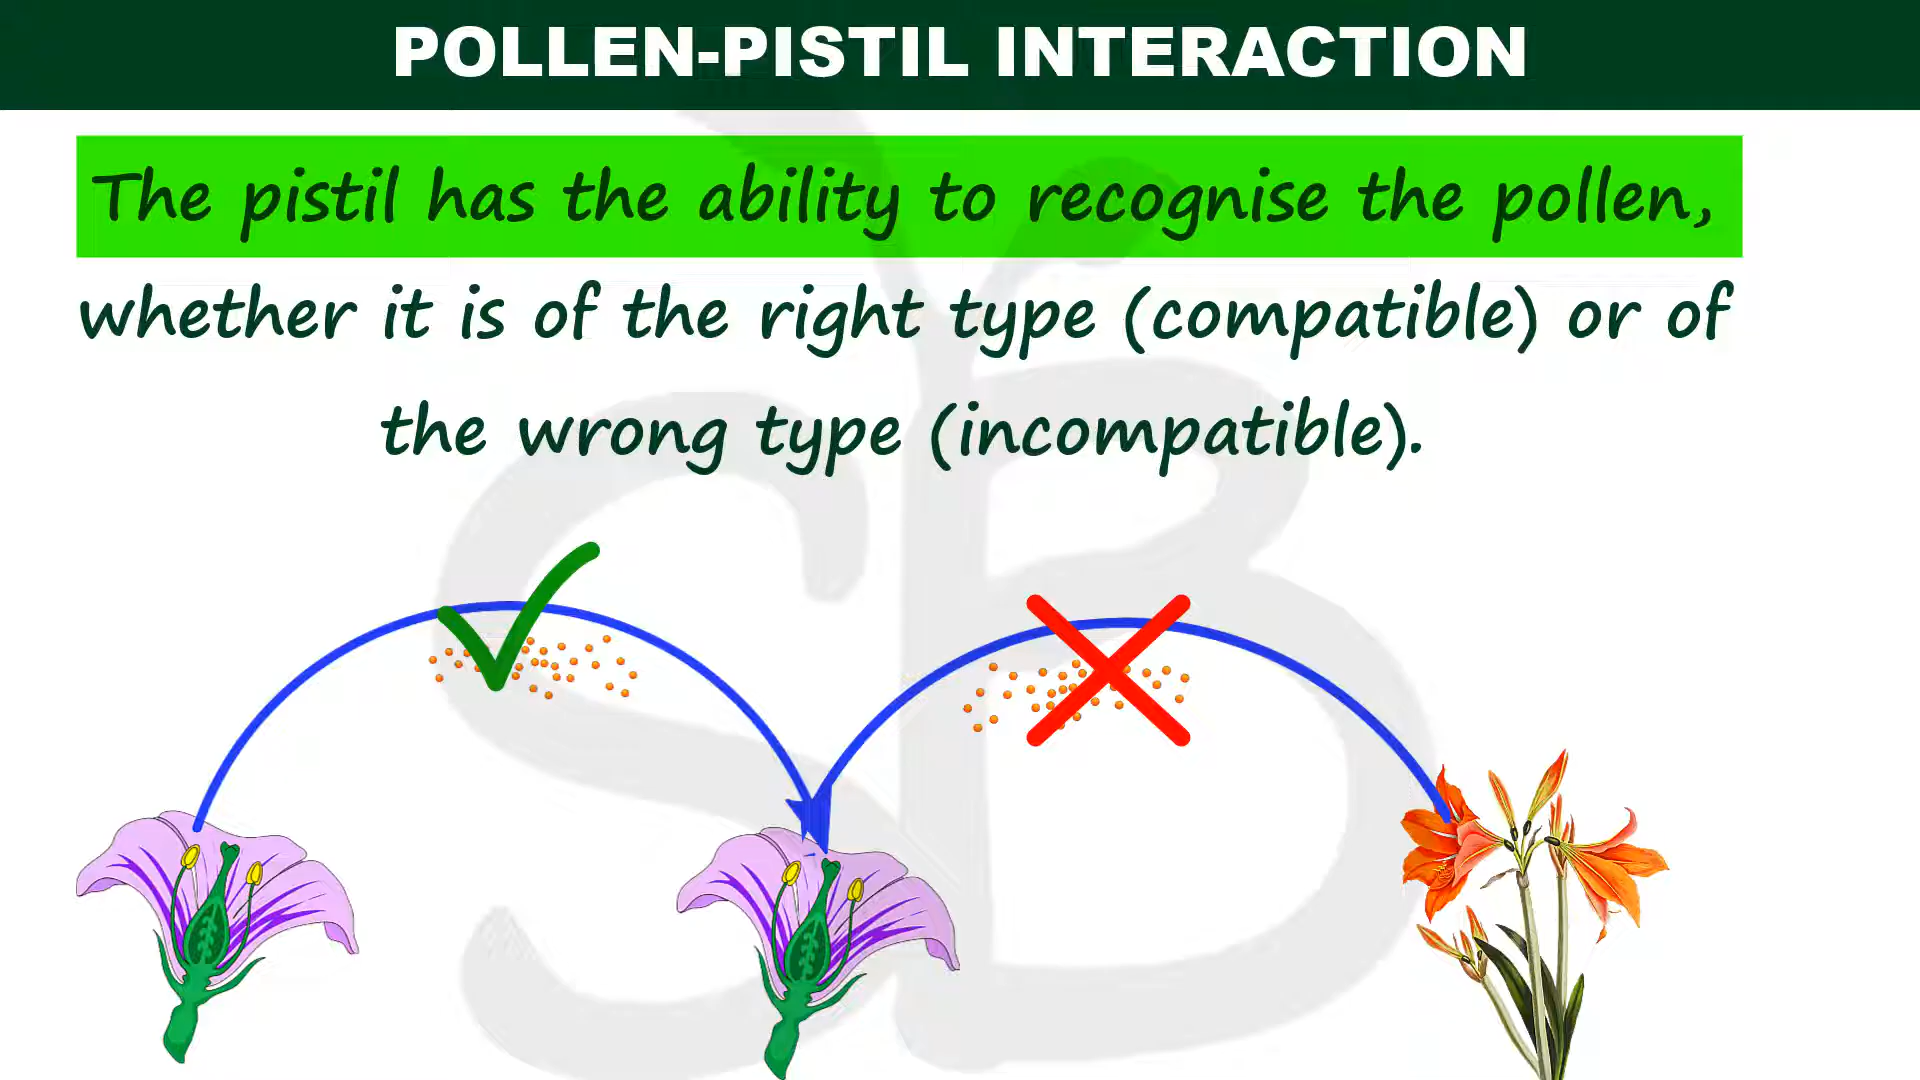 POLLEN-PISTIL INTERACTION
The pistil has the ability to recognise the pollen,
whether it is of the right type (compatible) or of
the wrong type (incompatible).
SB